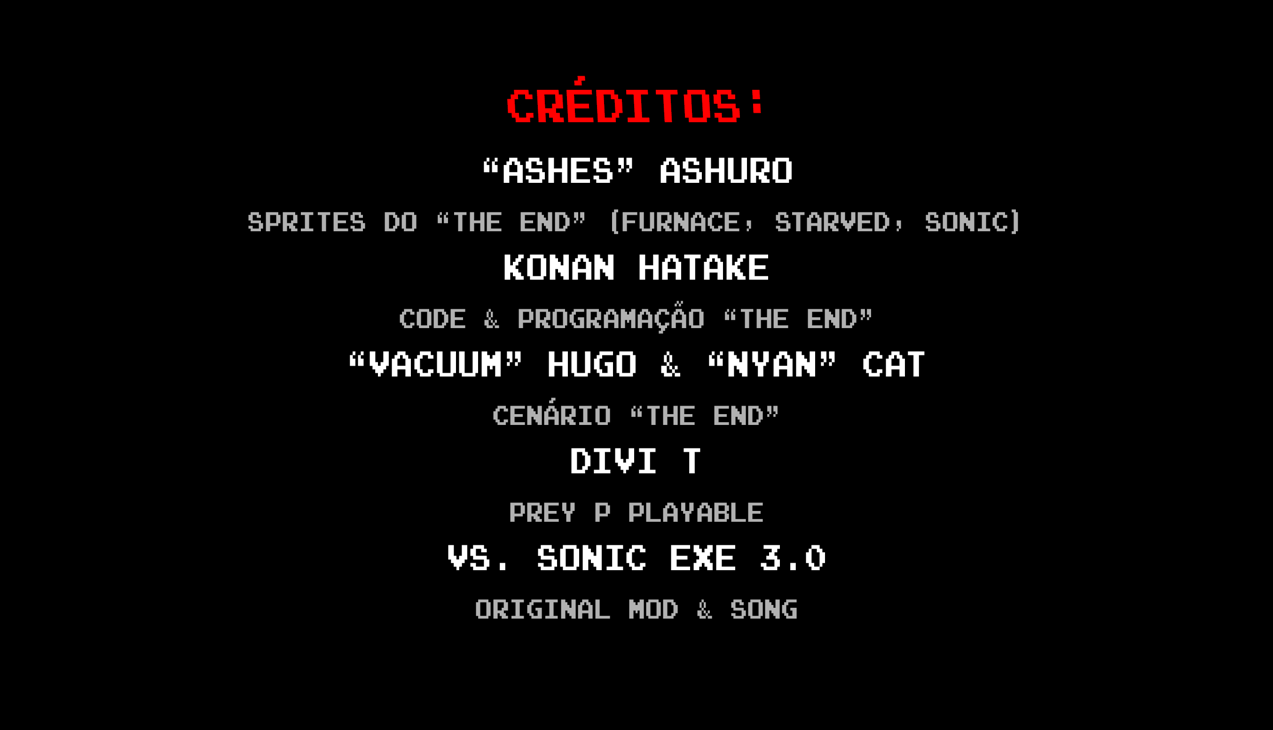 CRÉDITOS:
“ASHES” ASHURO
SPRITES DO “THE END” (FURNACE, STARVED, SONIC)
KONAN HATAKE
CODE & PROGRAMAÇÃO “THE END”
“VACUUM” HUGO & “NYAN” CAT
CENÁRIO “THE END”
DIVI T
PREY P PLAYABLE
VS. SONIC EXE 3.0
ORIGINAL MOD & SONG